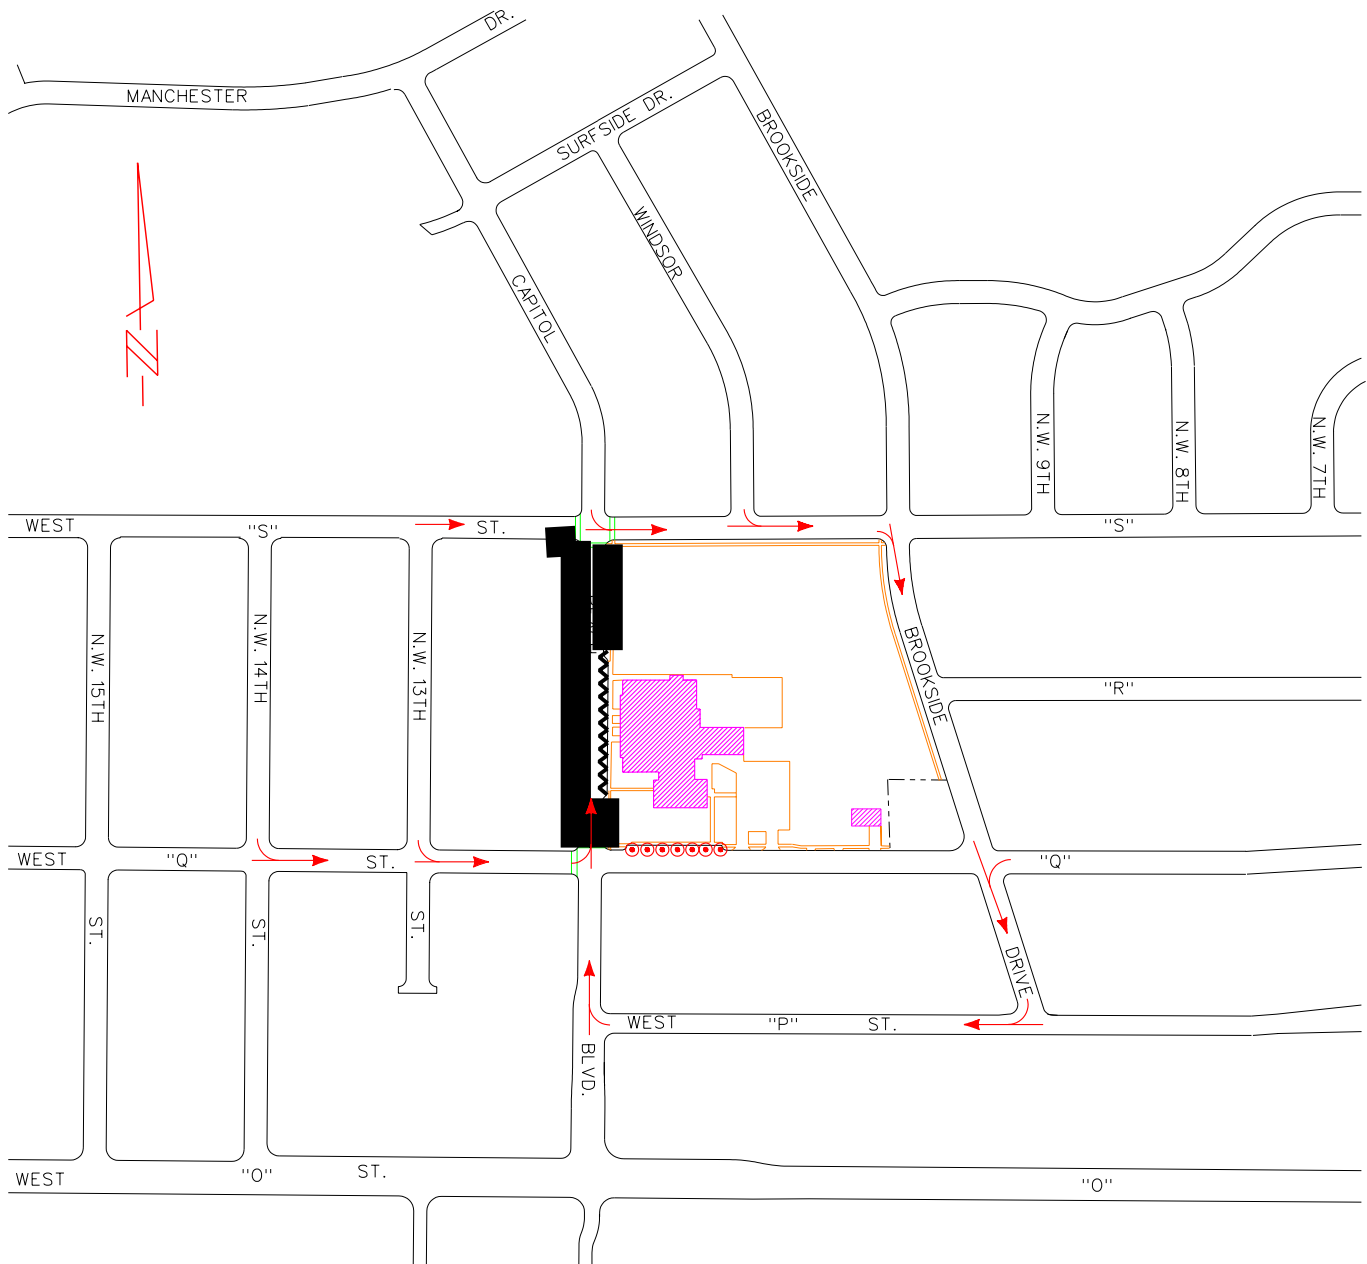 DR.
MANCHESTER
SURFSIDE DR.
BROOKSIDE
WINDSOR
CAPITOL
N.W. 9TH
N.W. 8TH
N.W. 7TH
N
WEST "S" ST. "S"
N.W. 15TH
N.W. 14TH
N.W. 13TH
BROOKSIDE
"R"
WEST "Q" ST. "Q"
ST.
ST.
ST.
DRIVE
WEST "P" ST.
BLVD.
WEST "O" ST. "O"